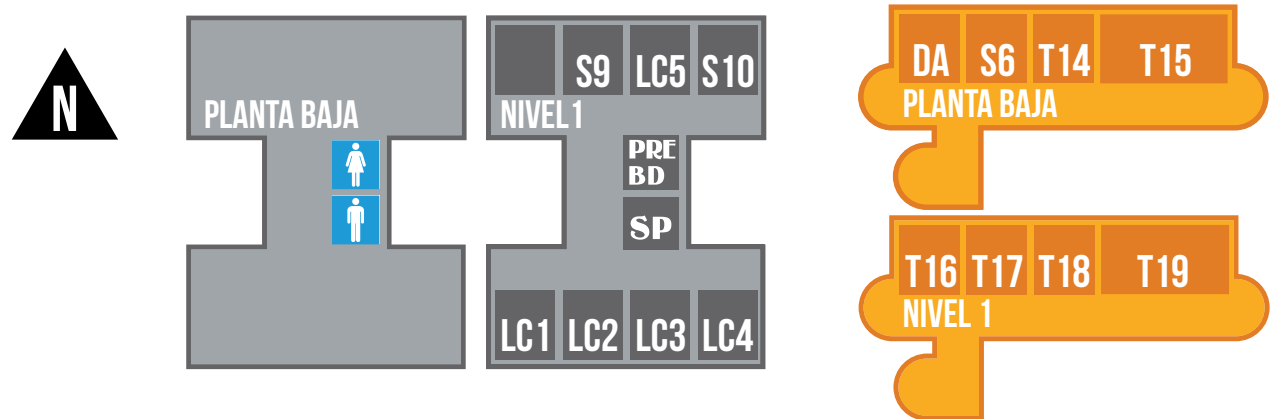 N
PLANTA BAJA
S9 LC5 S10
NIVEL 1
PRE
BD
SP
LC1 LC2 LC3 LC4
DA S6 T14 T15
PLANTA BAJA
T16 T17 T18 T19
NIVEL 1